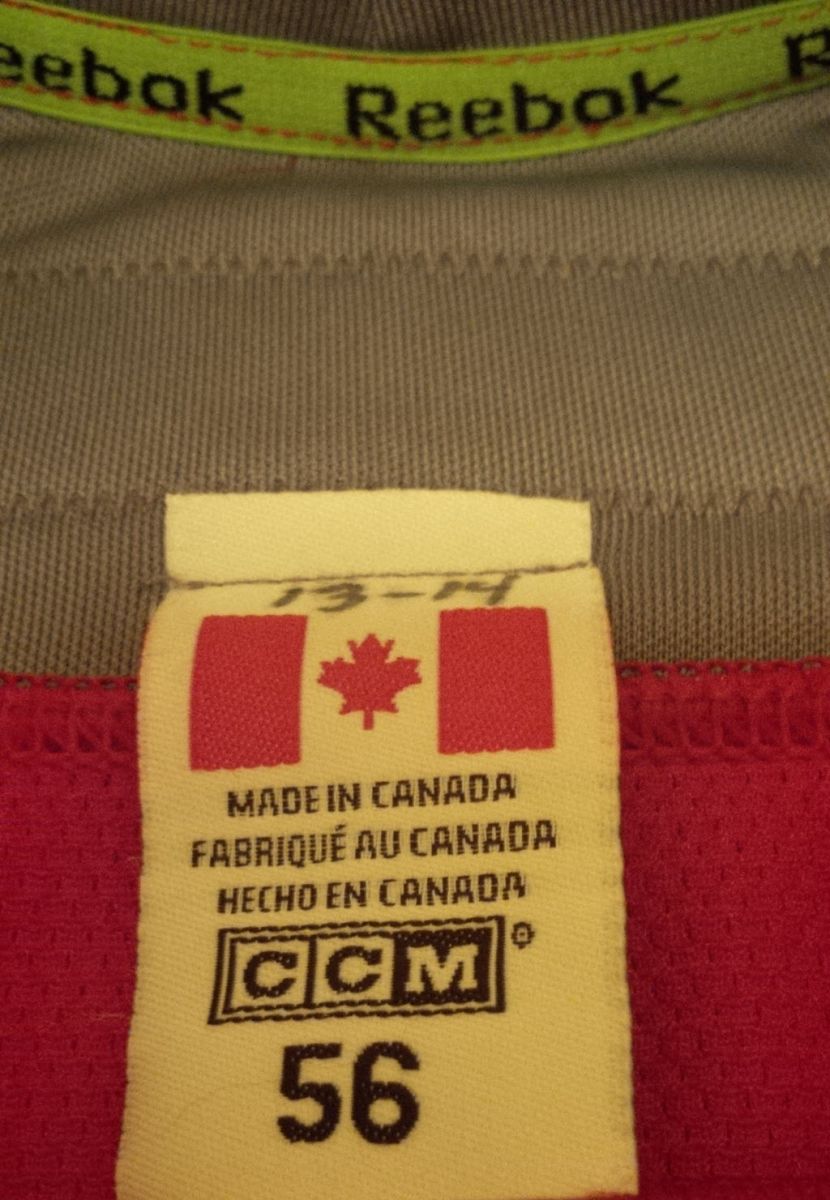 eebok Reebok R
13-14
MADE IN CANADA
FABRIQUÉ AU CANADA
HECHO EN CANADA
CCM®
56